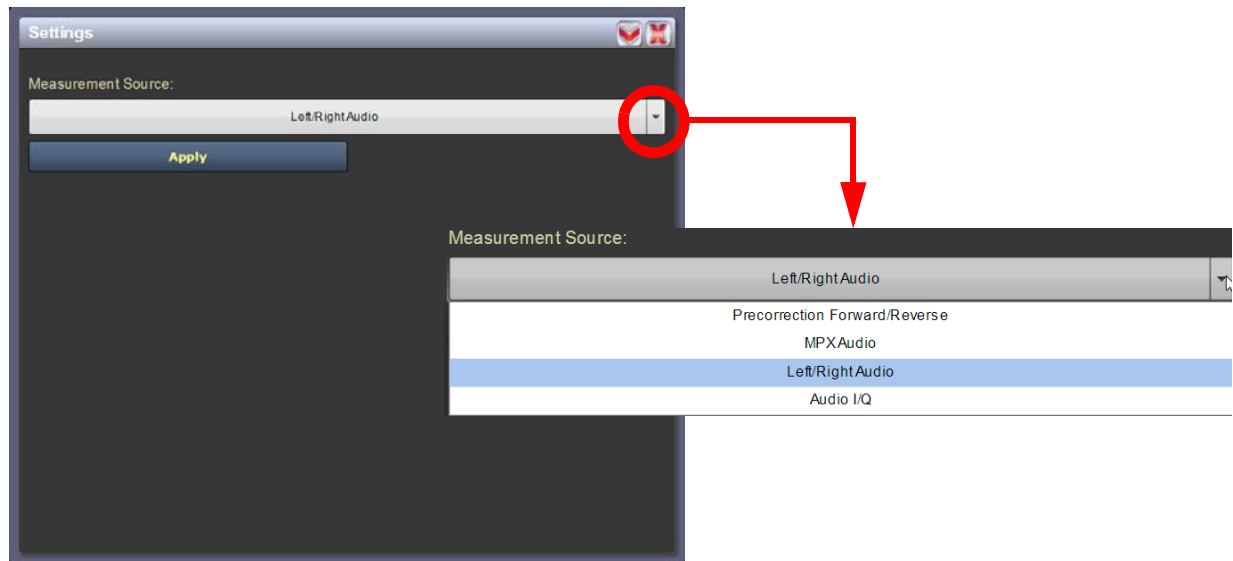 Settings
Measurement Source:
Left/Right Audio
Apply
Measurement Source:
Left/Right Audio
Precorrection Forward/Reverse
MPX Audio
Left/Right Audio
Audio I/Q